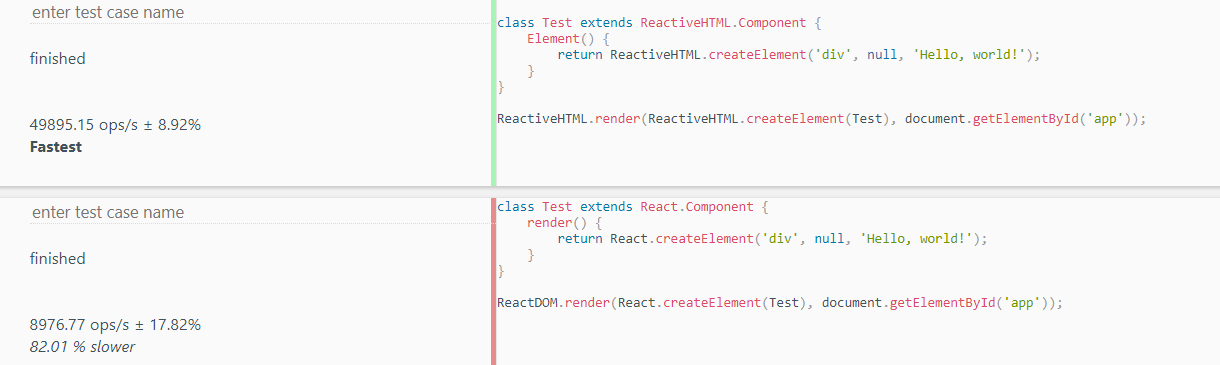 enter test case name
finished
49895.15 ops/s ± 8.92%
Fastest
class Test extends ReactiveHTML.Component {
    Element() {
        return ReactiveHTML.createElement('div', null, 'Hello, world!');
    }
}

ReactiveHTML.render(ReactiveHTML.createElement(Test), document.getElementById('app'));
enter test case name
finished
8976.77 ops/s ± 17.82%
82.01 % slower
class Test extends React.Component {
    render() {
        return React.createElement('div', null, 'Hello, world!');
    }
}

ReactDOM.render(React.createElement(Test), document.getElementById('app'));